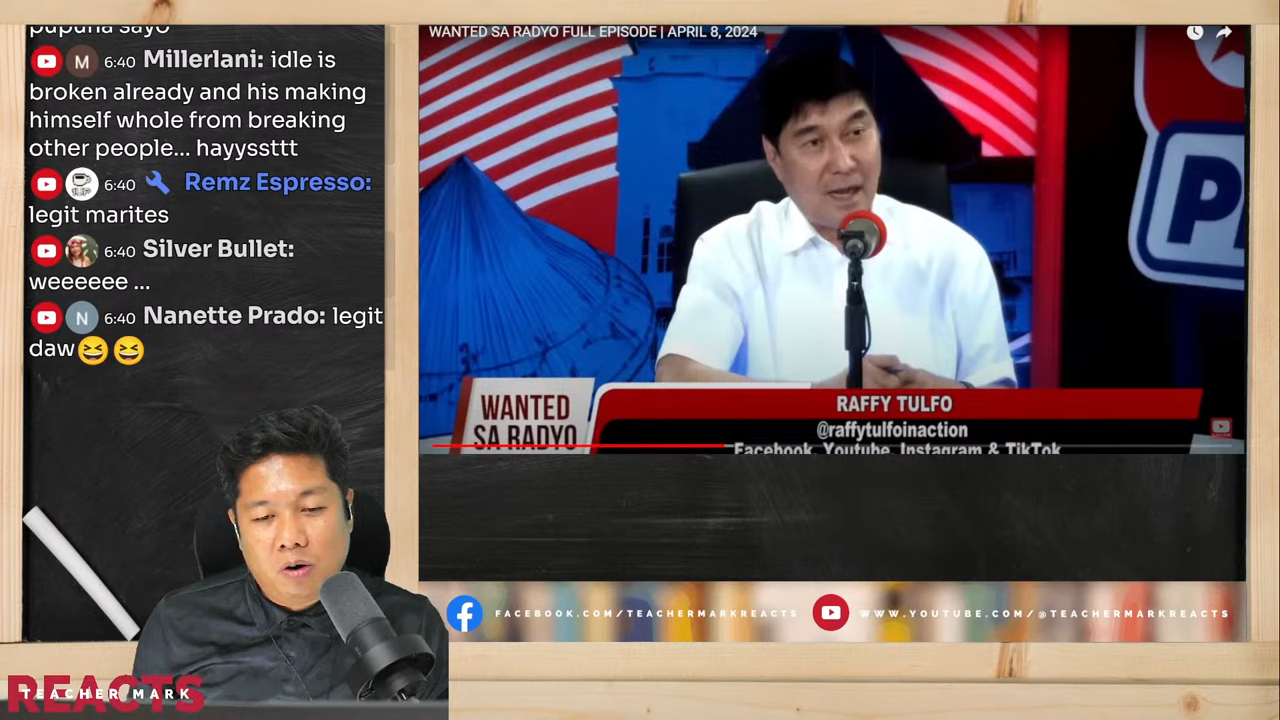 pupuna sayo
M 6:40 Millerlani: idle is
broken already and his making
himself whole from breaking
other people... hayyssttt
6:40 Remz Espresso:
legit marites
6:40 Silver Bullet:
weeeeee ...
N 6:40 Nanette Prado: legit
daw😆😆
WANTED SA RADYO FULL EPISODE | APRIL 8, 2024
P
WANTED
SA RADYO
RAFFY TULFO
@raffytulfoinaction
Facebook, Youtube, Instagram & TikTok
FACEBOOK.COM/TEACHERMARKREACTS
WWW.YOUTUBE.COM/@TEACHERMARKREACTS
REACTS
TEACHER MARK